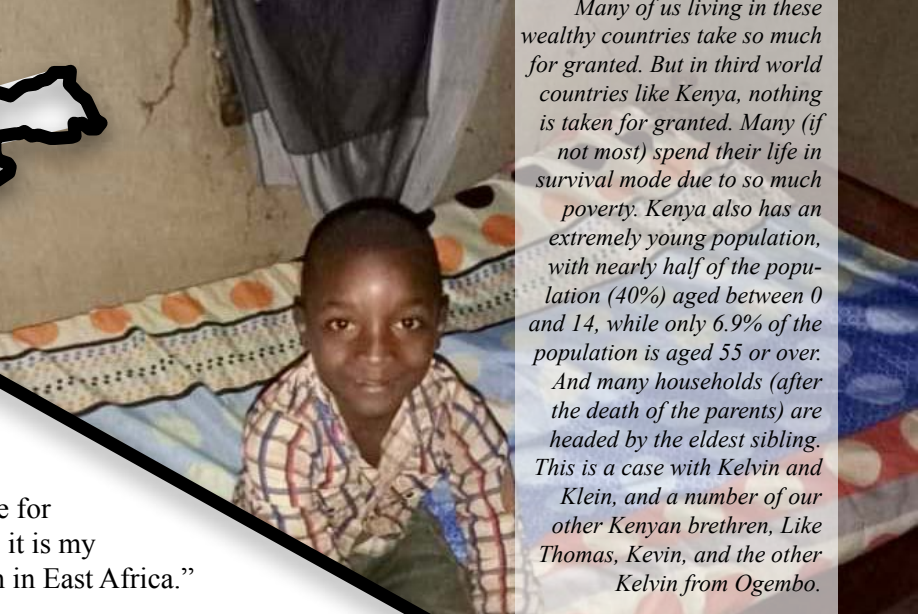 Many of us living in these
wealthy countries take so much
for granted. But in third world
countries like Kenya, nothing
is taken for granted. Many (if
not most) spend their life in
survival mode due to so much
poverty. Kenya also has an
extremely young population,
with nearly half of the popu-
lation (40%) aged between 0
and 14, while only 6.9% of the
population is aged 55 or over.
And many households (after
the death of the parents) are
headed by the eldest sibling.
This is a case with Kelvin and
Klein, and a number of our
other Kenyan brethren, Like
Thomas, Kevin, and the other
Kelvin from Ogembo.
for
it is my
in East Africa.”